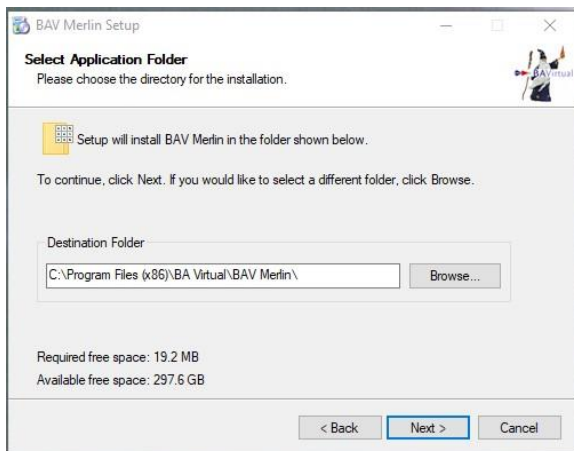 BAV Merlin Setup
Select Application Folder
Please choose the directory for the installation.
BAVirtual
Setup will install BAV Merlin in the folder shown below.
To continue, click Next. If you would like to select a different folder, click Browse.
Destination Folder
C:\Program Files (x86)\BA Virtual\BAV Merlin\
Browse...
Required free space: 19.2 MB
Available free space: 297.6 GB
< Back
Next >
Cancel